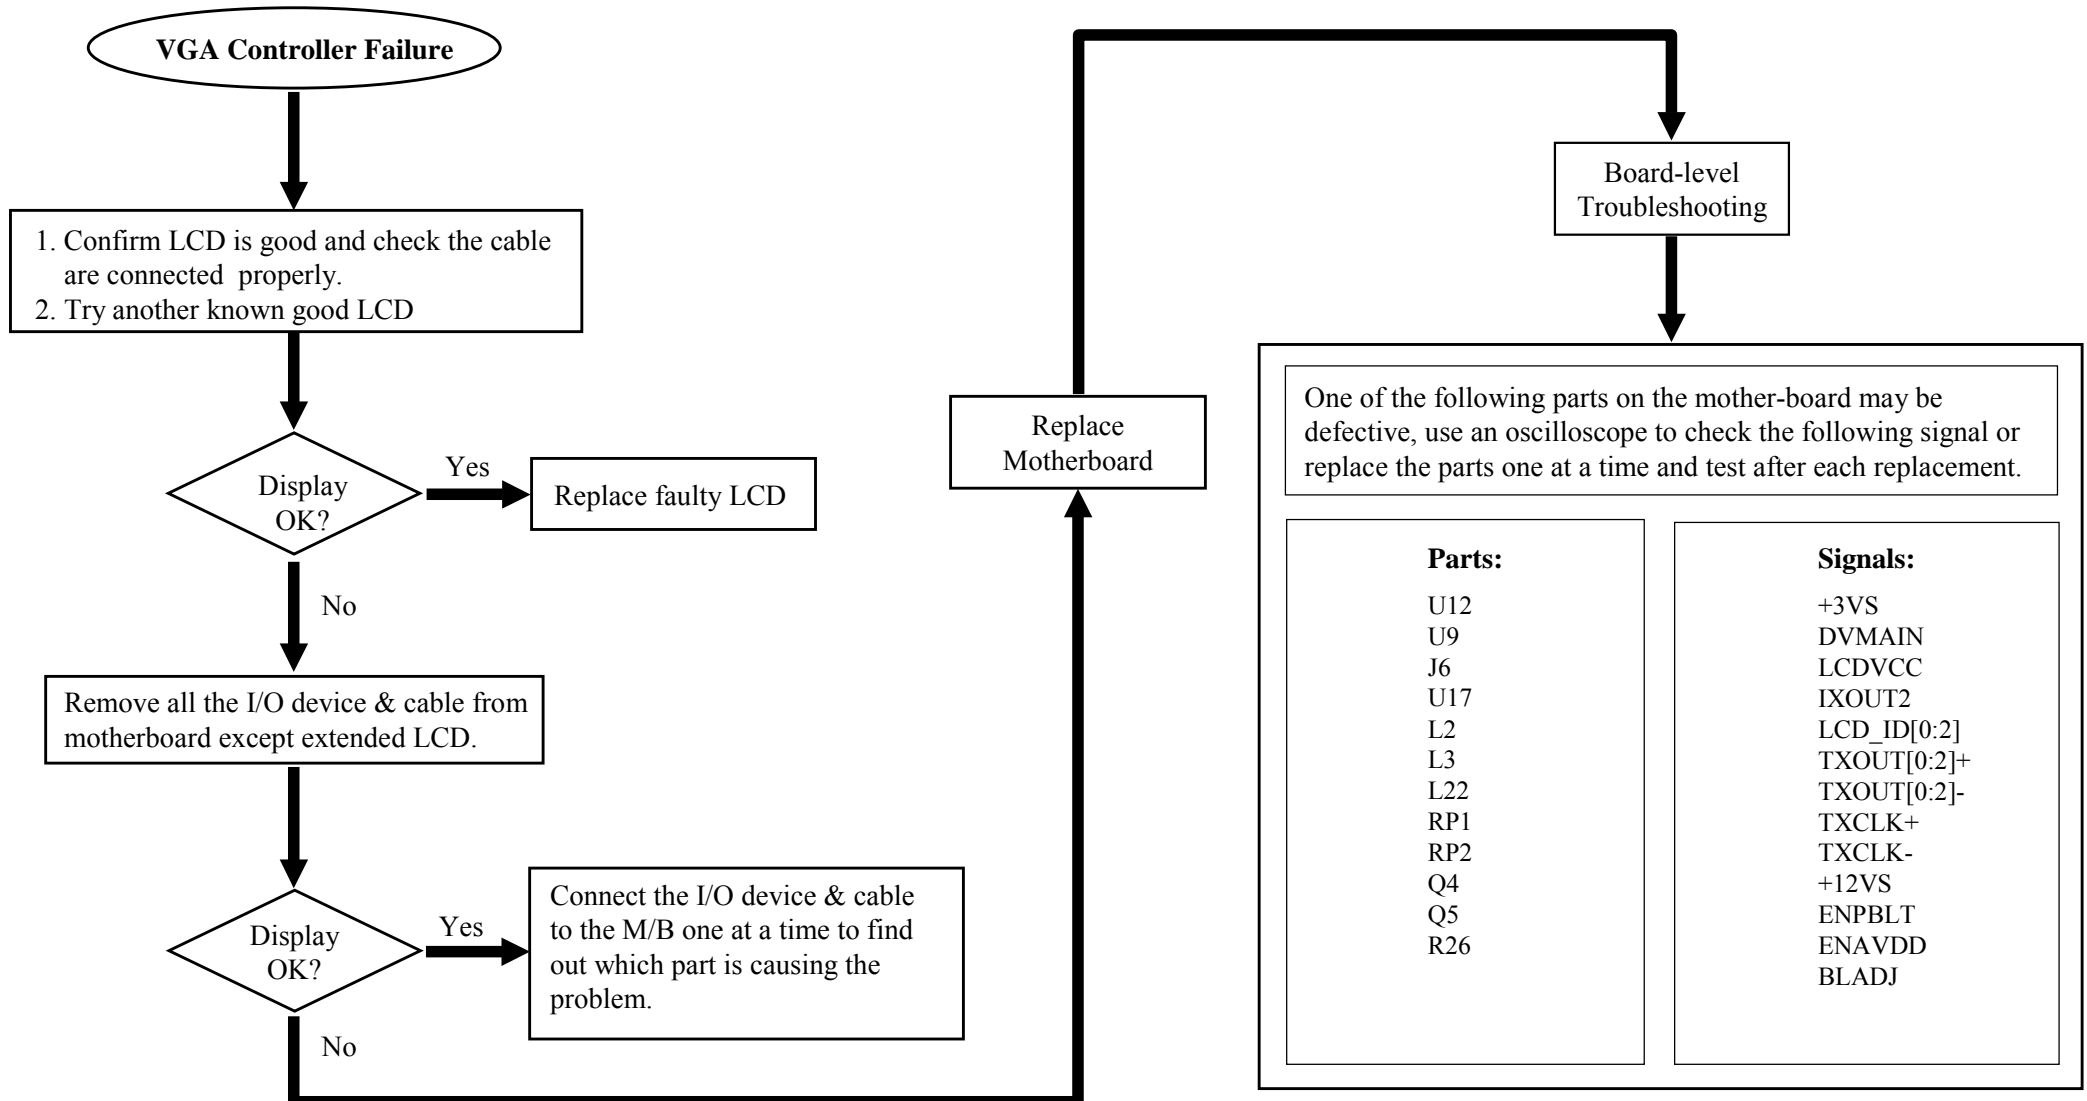 VGA Controller Failure
1. Confirm LCD is good and check the cable
are connected properly.
2. Try another known good LCD
Display
OK?
Yes
Replace faulty LCD
No
Remove all the I/O device & cable from
motherboard except extended LCD.
Display
OK?
Yes
Connect the I/O device & cable
to the M/B one at a time to find
out which part is causing the
problem.
No
Replace
Motherboard
Board-level
Troubleshooting
One of the following parts on the mother-board may be
defective, use an oscilloscope to check the following signal or
replace the parts one at a time and test after each replacement.
Parts:
U12
U9
J6
U17
L2
L3
L22
RP1
RP2
Q4
Q5
R26
Signals:
+3VS
DVMAIN
LCDVCC
IXOUT2
LCD_ID[0:2]
TXOUT[0:2]+
TXOUT[0:2]-
TXCLK+
TXCLK-
+12VS
ENPBLT
ENAVDD
BLADJ